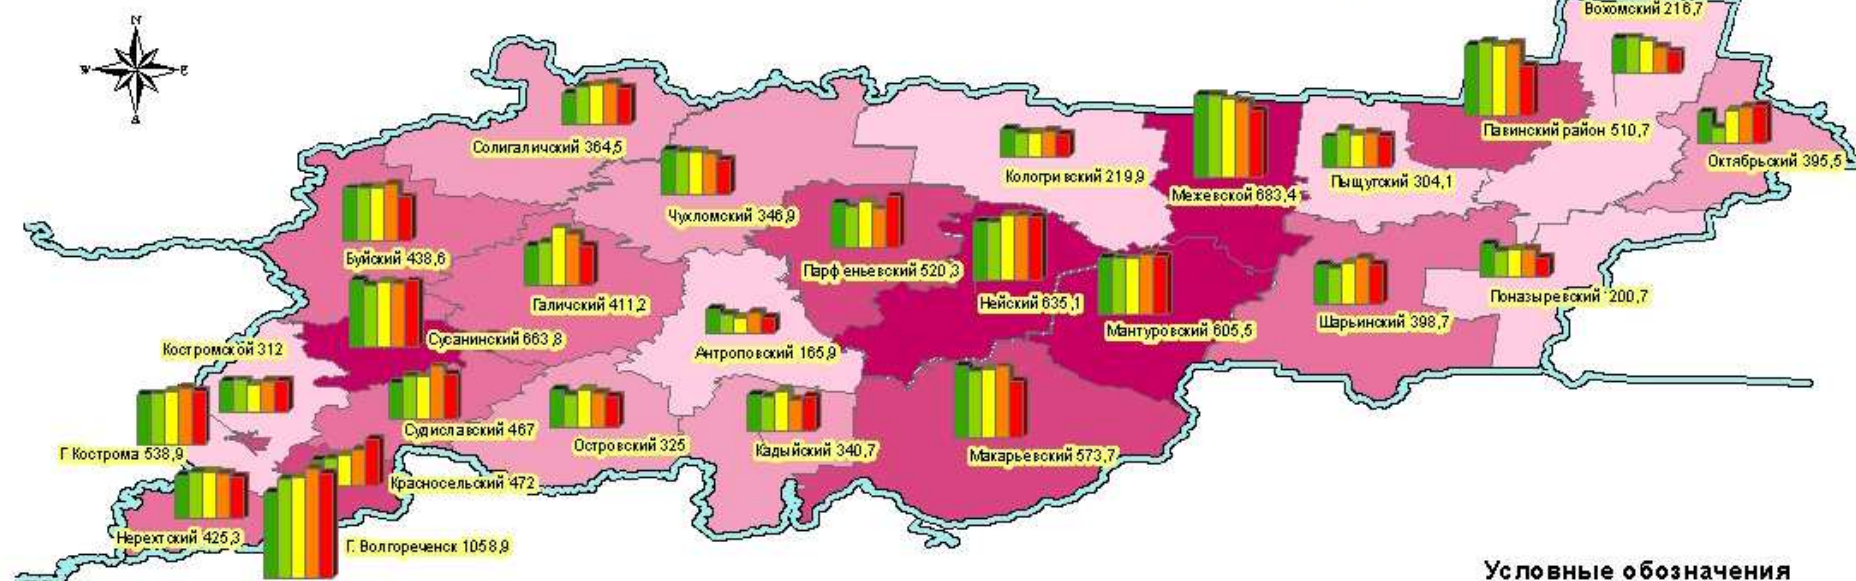 N
W
E
Вохомский 216,7
Солигаличский 364,5
Павинский район 510,7
Октябрьский 395,5
Кологривский 219,9
Пыщугский 304,1
Межевской 683,4
Чухломский 346,9
Буйский 438,6
Парфеньевский 520,3
Галичский 411,2
Нейский 635,1
Поназыревский 200,7
Мантуровский 605,5
Шарьинский 398,7
Сусанинский 663,8
Костромской 312
Антроповский 165,9
Судиславский 467
Островский 325
Кадыйский 340,7
Макарьевский 573,7
Г Кострома 538,9
Красносельский 472
Нерехтский 425,3
Г. Волгореченск 1058,9
Условные обозначения